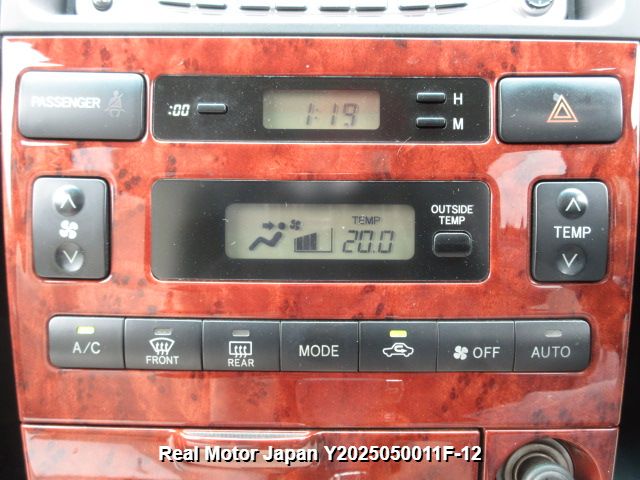 PASSENGER
:00
1:19
H
M
TEMP
20.0
OUTSIDE
TEMP
TEMP
A/C
FRONT
REAR
MODE
OFF
AUTO
Real Motor Japan Y2025050011F-12